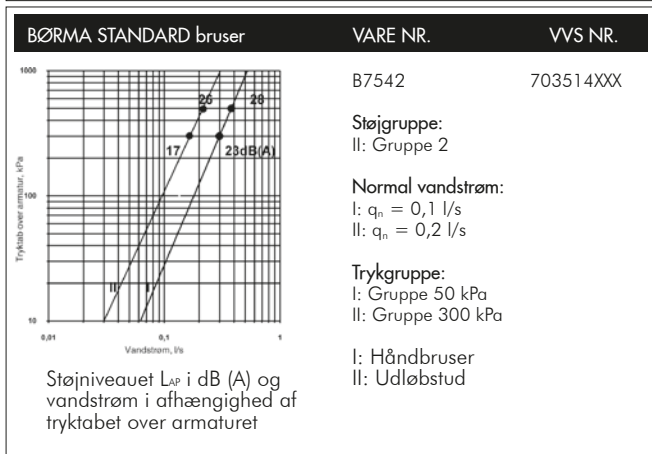 BØRMA STANDARD bruser VARE NR. VVS NR.
1000
100
10
0,01 0,1 1
Tryktab over armatur, kPa
Vandstrøm, l/s
26 28
17 23dB(A)
II I
Støjniveauet LAP i dB (A) og
vandstrøm i afhængighed af
tryktabet over armaturet
B7542 703514XXX
Støjgruppe:
II: Gruppe 2
Normal vandstrøm:
I: qn = 0,1 l/s
II: qn = 0,2 l/s
Trykgruppe:
I: Gruppe 50 kPa
II: Gruppe 300 kPa
I: Håndbruser
II: Udløbstud